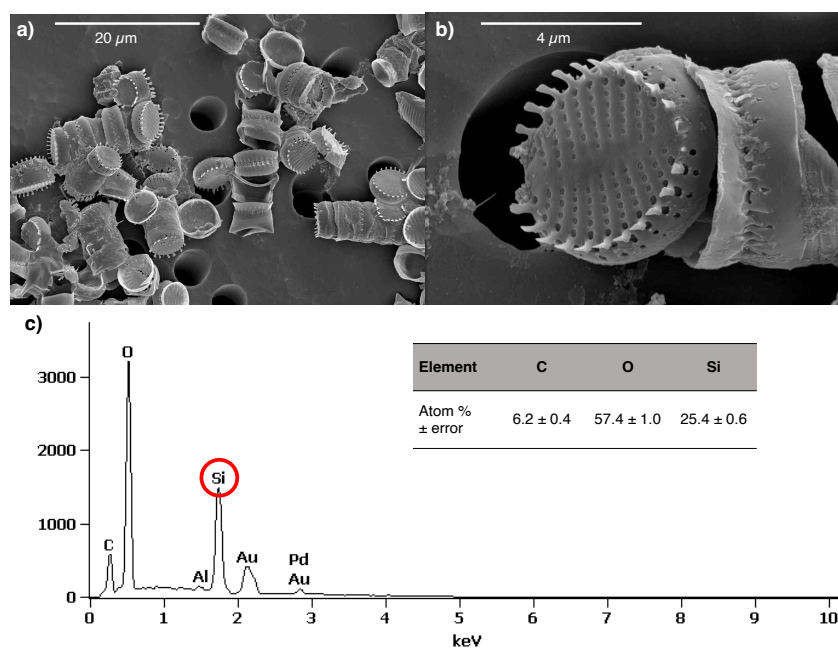 a)
20 µm
b)
4 µm
c)
O
3000
2000
1000
0
C
Al
Si
Au
Pd
Au
0 1 2 3 4 5 6 7 8 9 10
keV
Element C O Si
Atom %
± error
6.2 ± 0.4 57.4 ± 1.0 25.4 ± 0.6